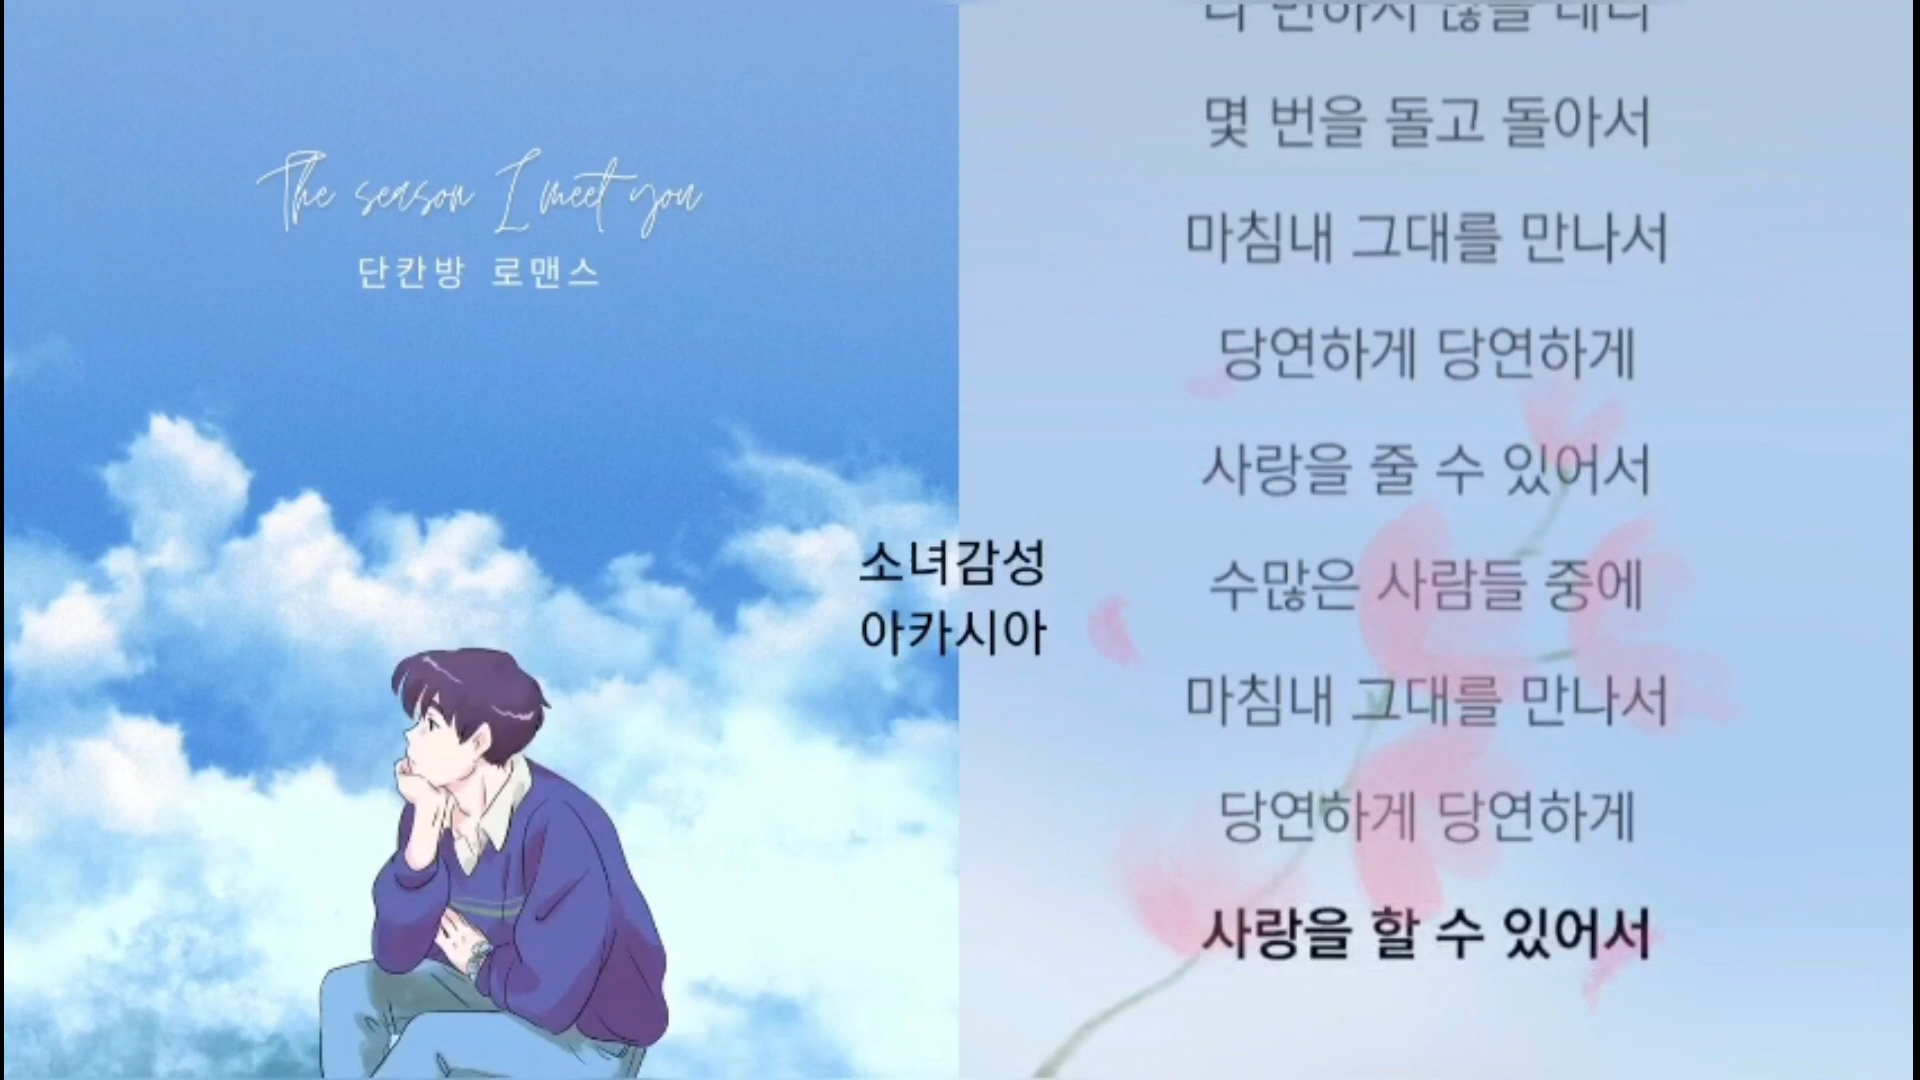 The season I meet you
단칸방 로맨스
소녀감성
아카시아
몇 번을 돌고 돌아서
마침내 그대를 만나서
당연하게 당연하게
사랑을 줄 수 있어서
수많은 사람들 중에
마침내 그대를 만나서
당연하게 당연하게
사랑을 할 수 있어서